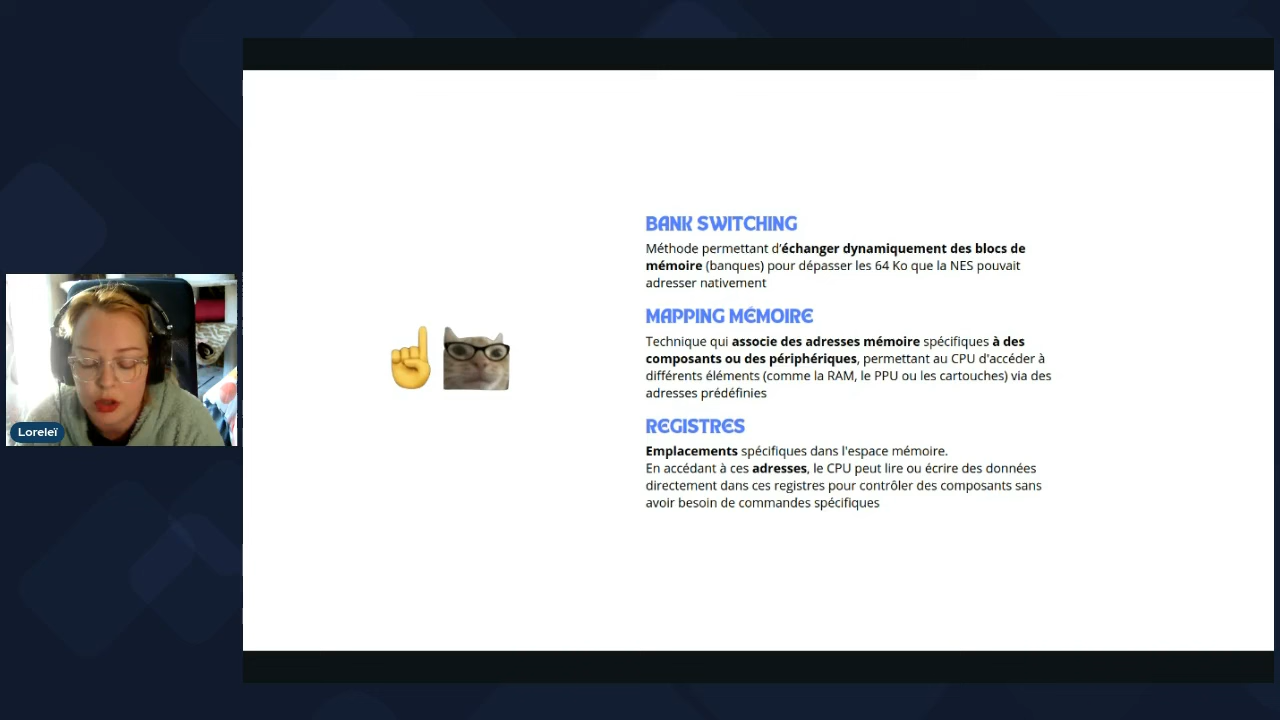 BANK SWITCHING
Méthode permettant d'échanger dynamiquement des blocs de
mémoire (banques) pour dépasser les 64 Ko que la NES pouvait
adresser nativement
MAPPING MÉMOIRE
Technique qui associe des adresses mémoire spécifiques à des
composants ou des périphériques, permettant au CPU d'accéder à
différents éléments (comme la RAM, le PPU ou les cartouches) via des
adresses prédéfinies
REGISTRES
Emplacements spécifiques dans l'espace mémoire.
En accédant à ces adresses, le CPU peut lire ou écrire des données
directement dans ces registres pour contrôler des composants sans
avoir besoin de commandes spécifiques
Loreleï